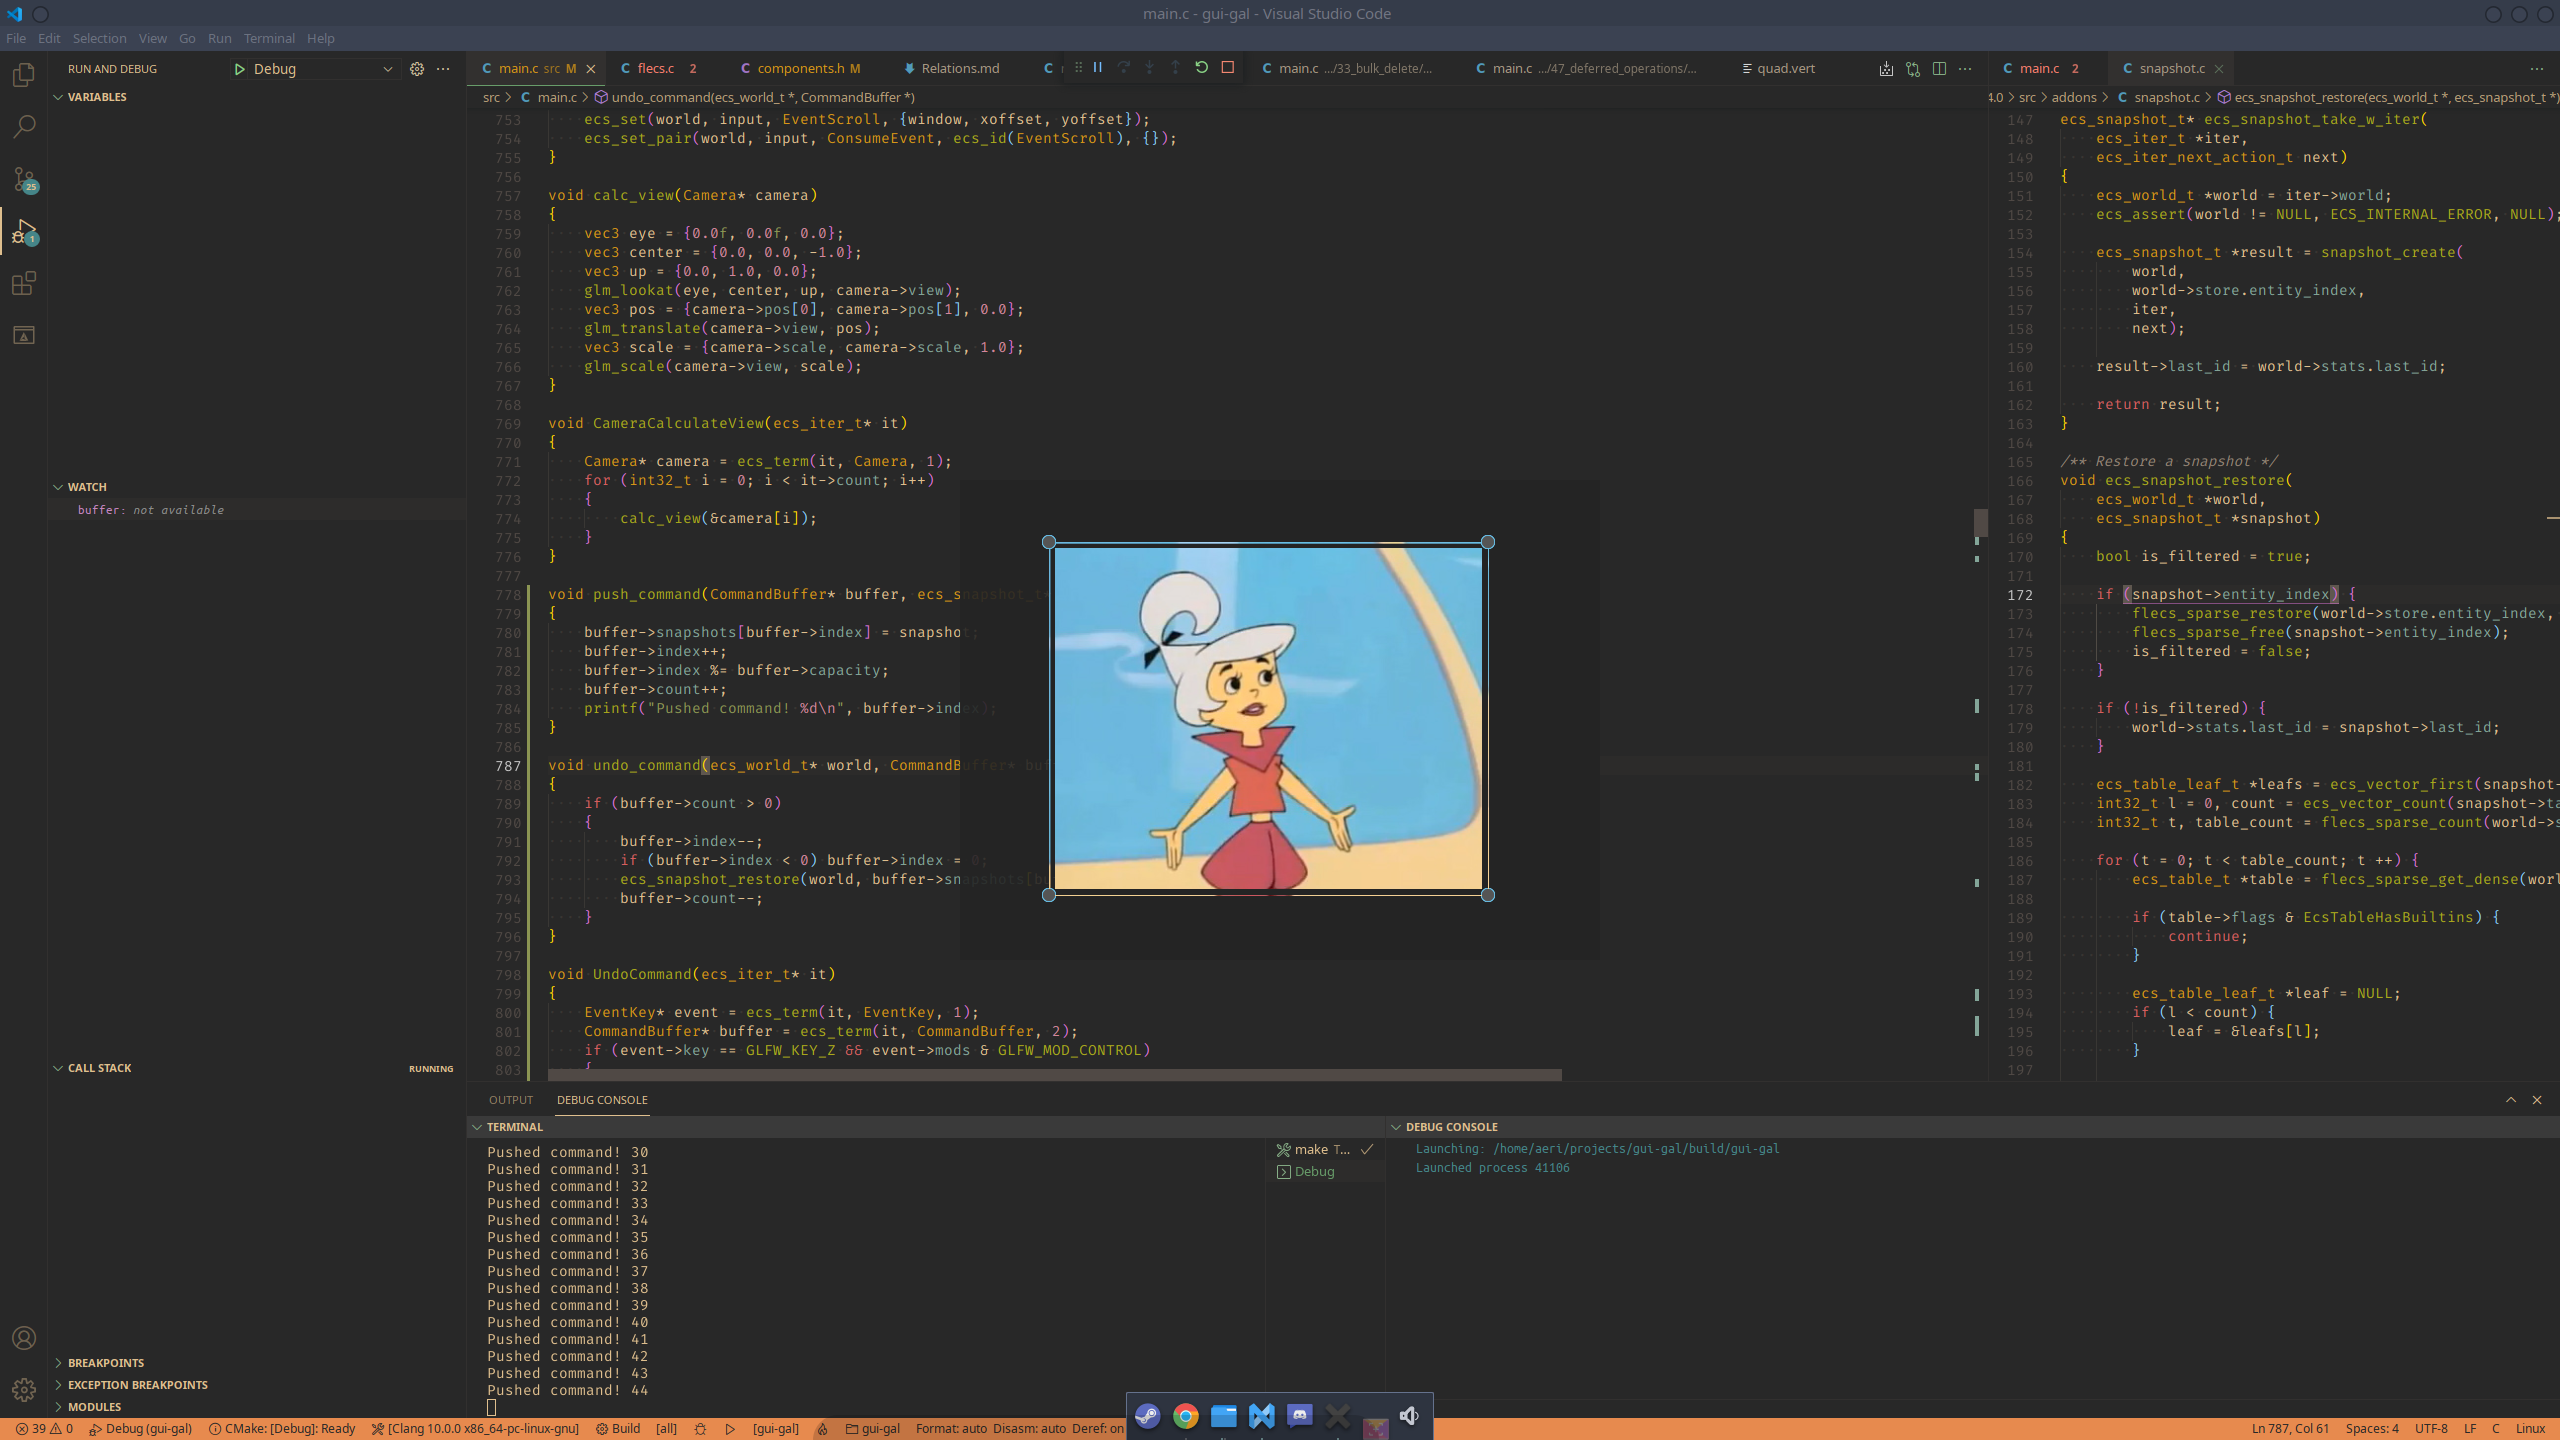 main.c - gui-gal - Visual Studio Code
File Edit Selection View Go Run Terminal Help
RUN AND DEBUG Debug
main.c src M flecs.c 2 components.h M Relations.md main.c .../33_bulk_delete/... main.c .../47_deferred_operations/... quad.vert main.c 2 snapshot.c
VARIABLES
WATCH
buffer: not available
CALL STACK RUNNING
BREAKPOINTS
EXCEPTION BREAKPOINTS
MODULES
src > main.c > undo_command(ecs_world_t *, CommandBuffer *)
753 ecs_set(world, input, EventScroll, {window, xoffset, yoffset});
754 ecs_set_pair(world, input, ConsumeEvent, ecs_id(EventScroll), {});
755 }
756
757 void calc_view(Camera* camera)
758 {
759 vec3 eye = {0.0f, 0.0f, 0.0};
760 vec3 center = {0.0, 0.0, -1.0};
761 vec3 up = {0.0, 1.0, 0.0};
762 glm_lookat(eye, center, up, camera->view);
763 vec3 pos = {camera->pos[0], camera->pos[1], 0.0};
764 glm_translate(camera->view, pos);
765 vec3 scale = {camera->scale, camera->scale, 1.0};
766 glm_scale(camera->view, scale);
767 }
768
769 void CameraCalculateView(ecs_iter_t* it)
770 {
771 Camera* camera = ecs_term(it, Camera, 1);
772 for (int32_t i = 0; i < it->count; i++)
773 {
774 calc_view(&camera[i]);
775 }
776 }
777
778 void push_command(CommandBuffer* buffer, ecs_snapshot_t*
779 {
780 buffer->snapshots[buffer->index] = snapshot;
781 buffer->index++;
782 buffer->index %= buffer->capacity;
783 buffer->count++;
784 printf("Pushed command! %d\n", buffer->index);
785 }
786
787 void undo_command(ecs_world_t* world, CommandBuffer* buf
788 {
789 if (buffer->count > 0)
790 {
791 buffer->index--;
792 if (buffer->index < 0) buffer->index = 0;
793 ecs_snapshot_restore(world, buffer->snapshots[b
794 buffer->count--;
795 }
796 }
797
798 void UndoCommand(ecs_iter_t* it)
799 {
800 EventKey* event = ecs_term(it, EventKey, 1);
801 CommandBuffer* buffer = ecs_term(it, CommandBuffer, 2);
802 if (event->key == GLFW_KEY_Z && event->mods & GLFW_MOD_CONTROL)
803 {
4.0 > src > addons > snapshot.c > ecs_snapshot_restore(ecs_world_t *, ecs_snapshot_t *)
147 ecs_snapshot_t* ecs_snapshot_take_w_iter(
148 ecs_iter_t *iter,
149 ecs_iter_next_action_t next)
150 {
151 ecs_world_t *world = iter->world;
152 ecs_assert(world != NULL, ECS_INTERNAL_ERROR, NULL);
153
154 ecs_snapshot_t *result = snapshot_create(
155 world,
156 world->store.entity_index,
157 iter,
158 next);
159
160 result->last_id = world->stats.last_id;
161
162 return result;
163 }
164
165 /** Restore a snapshot */
166 void ecs_snapshot_restore(
167 ecs_world_t *world,
168 ecs_snapshot_t *snapshot)
169 {
170 bool is_filtered = true;
171
172 if (snapshot->entity_index) {
173 flecs_sparse_restore(world->store.entity_index,
174 flecs_sparse_free(snapshot->entity_index);
175 is_filtered = false;
176 }
177
178 if (!is_filtered) {
179 world->stats.last_id = snapshot->last_id;
180 }
181
182 ecs_table_leaf_t *leafs = ecs_vector_first(snapshot-
183 int32_t l = 0, count = ecs_vector_count(snapshot->ta
184 int32_t t, table_count = flecs_sparse_count(world->s
185
186 for (t = 0; t < table_count; t ++) {
187 ecs_table_t *table = flecs_sparse_get_dense(worl
188
189 if (table->flags & EcsTableHasBuiltins) {
190 continue;
191 }
192
193 ecs_table_leaf_t *leaf = NULL;
194 if (l < count) {
195 leaf = &leafs[l];
196 }
197
OUTPUT DEBUG CONSOLE
TERMINAL
Pushed command! 30
Pushed command! 31
Pushed command! 32
Pushed command! 33
Pushed command! 34
Pushed command! 35
Pushed command! 36
Pushed command! 37
Pushed command! 38
Pushed command! 39
Pushed command! 40
Pushed command! 41
Pushed command! 42
Pushed command! 43
Pushed command! 44
make T...
Debug
DEBUG CONSOLE
Launching: /home/aeri/projects/gui-gal/build/gui-gal
Launched process 41106
39 0 Debug (gui-gal) CMake: [Debug]: Ready [Clang 10.0.0 x86_64-pc-linux-gnu] Build [all] [gui-gal] gui-gal Format: auto Disasm: auto Deref: on Ln 787, Col 61 Spaces: 4 UTF-8 LF C Linux
25
1